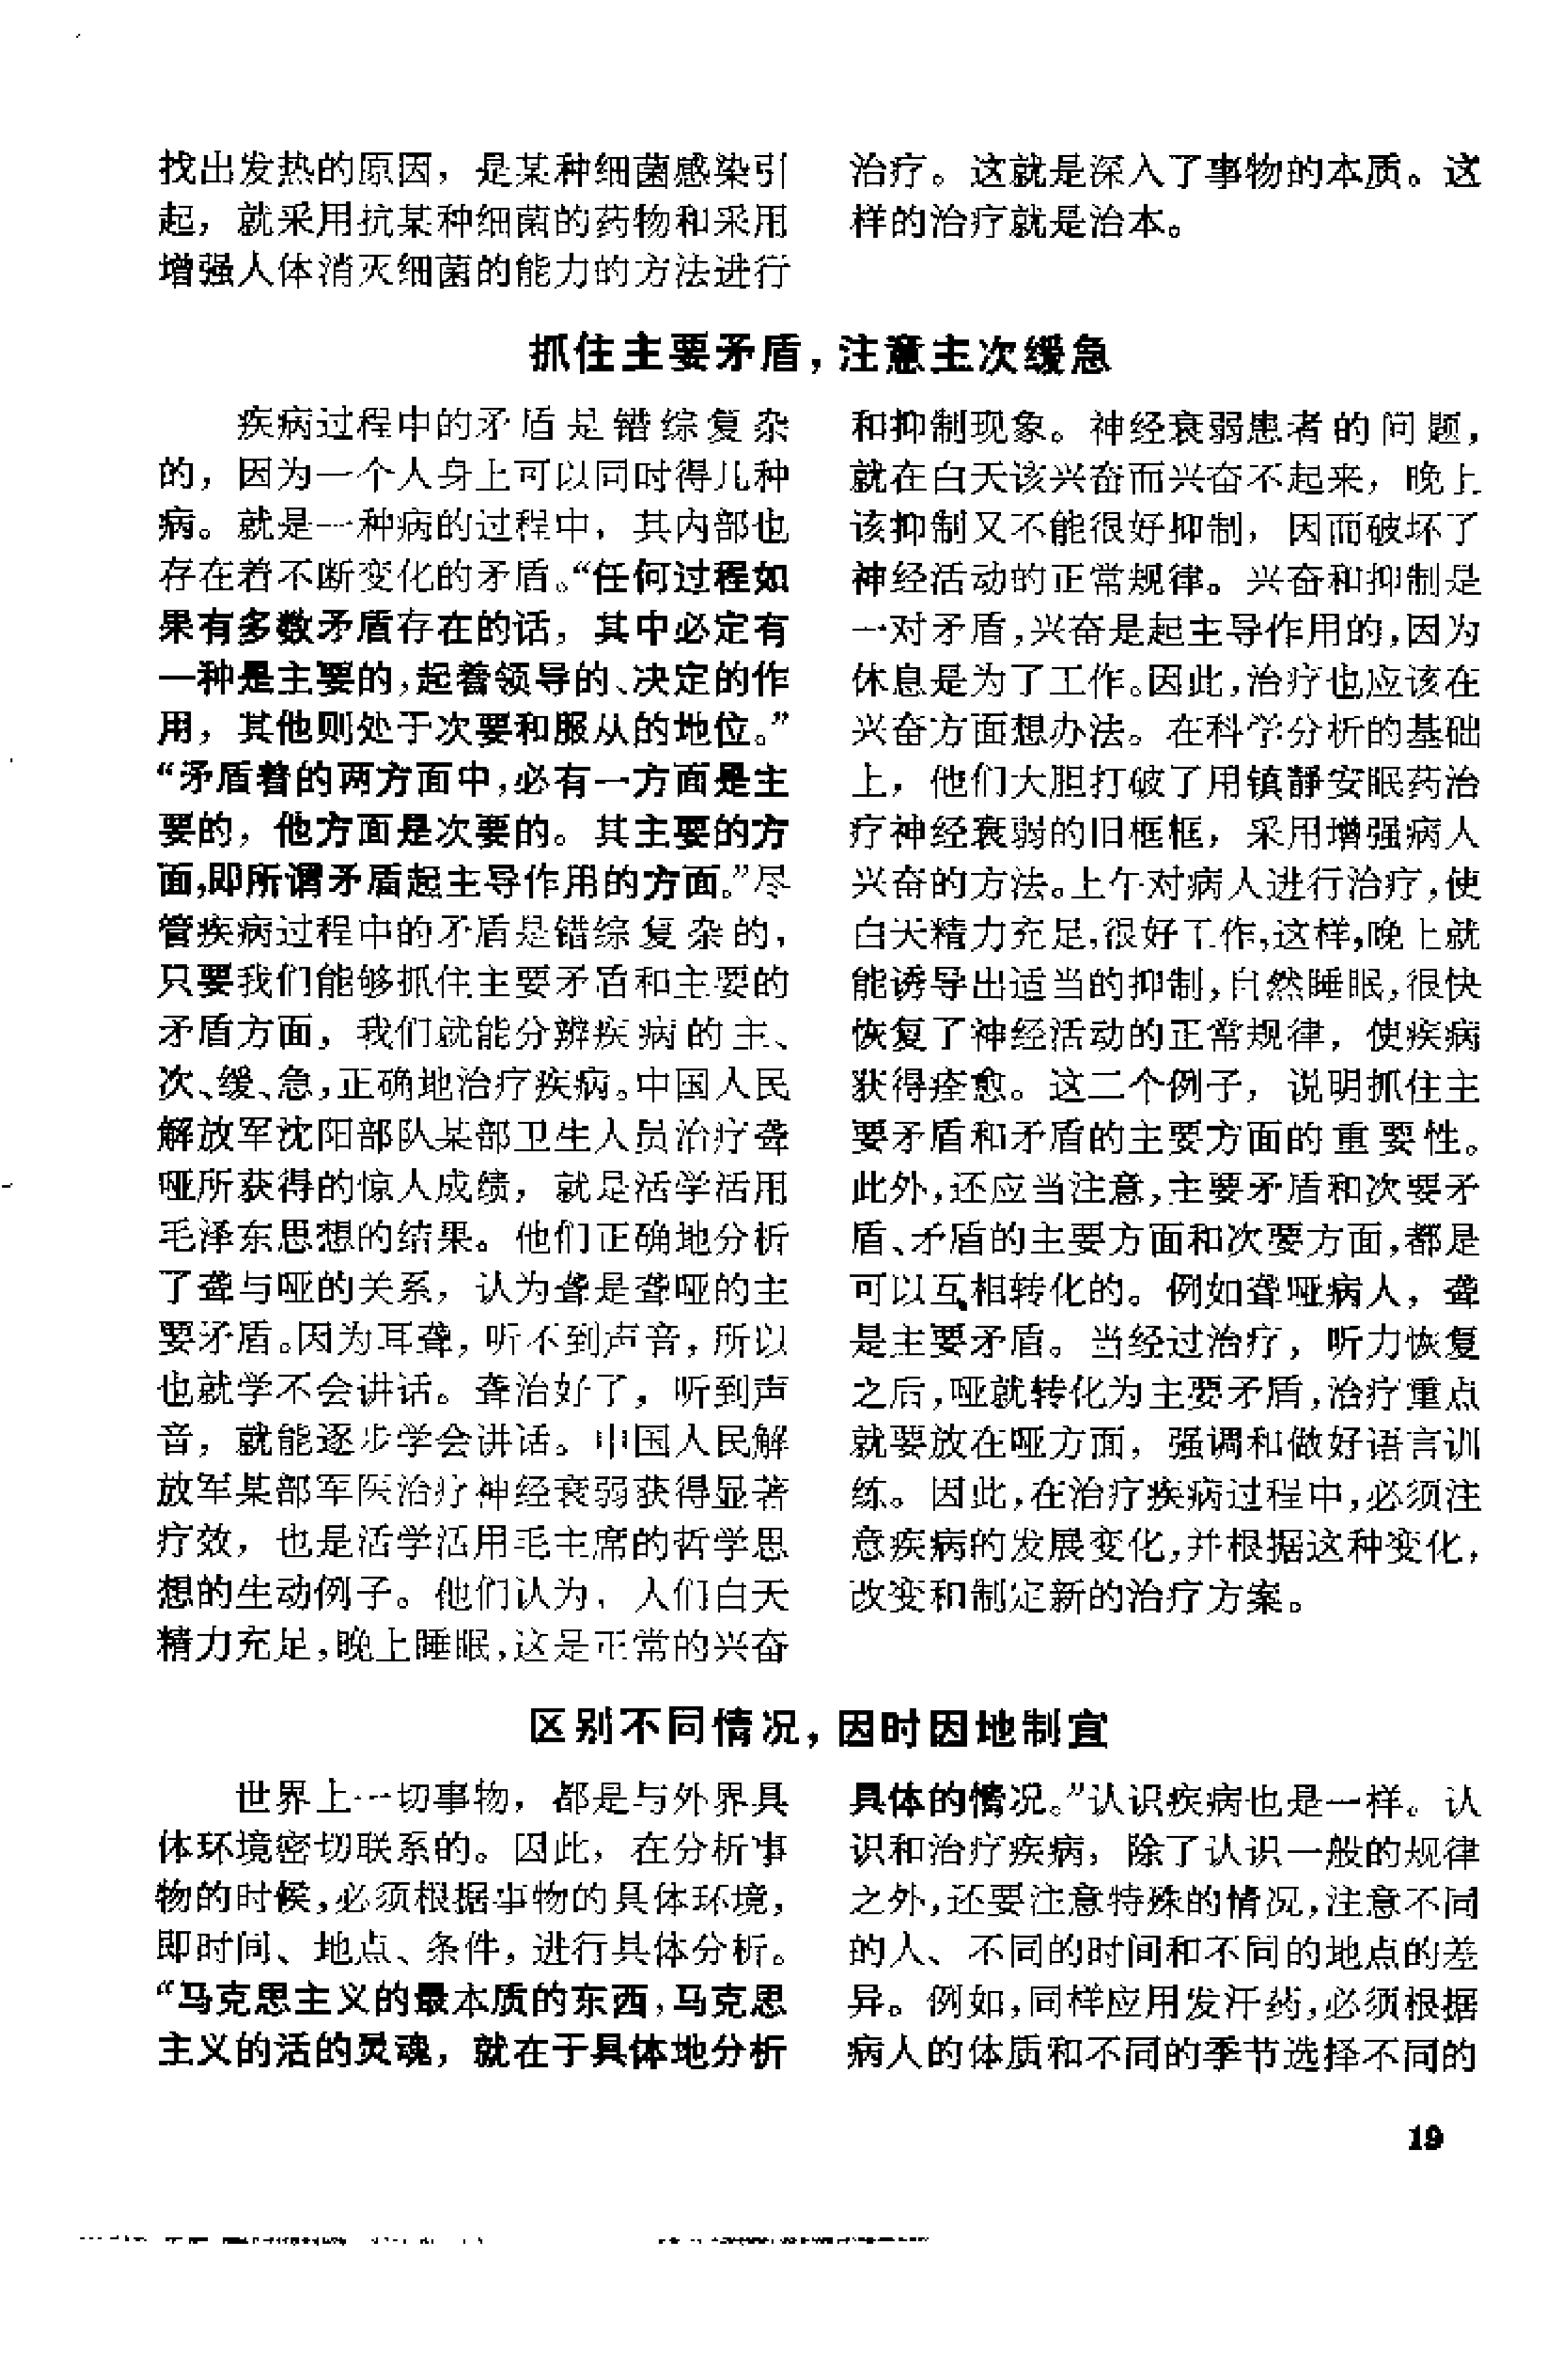 找出发热的原因，是某种细菌感染引
起，就采用抗某种细菌的药物和采用
增强人体消灭细菌的能力的方法进行
治疗。这就是深入了事物的本质。这
样的治疗就是治本。
抓住主要矛盾，注意主次缓急
疾病过程中的矛盾是错综复杂
的，因为一个人身上可以同时得几种
病。就是一种病的过程中，其内部也
存在着不断变化的矛盾。“任何过程如
果有多数矛盾存在的话，其中必定有
一种是主要的，起着领导的、决定的作
用，其他则处于次要和服从的地位。”
“矛盾着的两方面中，必有一方面是主
要的，他方面是次要的。其主要的方
面，即所谓矛盾起主导作用的方面。”尽
管疾病过程中的矛盾是错综复杂的，
只要我们能够抓住主要矛盾和主要的
矛盾方面，我们就能分辨疾病的主、
次、缓、急，正确地治疗疾病。中国人民
解放军沈阳部队某部卫生人员治疗聋
哑所获得的惊人成绩，就是活学活用
毛泽东思想的结果。他们正确地分析
了聋与哑的关系，认为聋是聋哑的主
要矛盾。因为耳聋，听不到声音，所以
也就学不会讲话。聋治好了，听到声
音，就能逐步学会讲话。中国人民解
放军某部军医治疗神经衰弱获得显著
疗效，也是活学活用毛主席的哲学思
想的生动例子。他们认为，人们白天
精力充足，晚上睡眠，这是正常的兴奋
和抑制现象。神经衰弱患者的问题，
就在白天该兴奋而兴奋不起来，晚上
该抑制又不能很好抑制，因而破坏了
神经活动的正常规律。兴奋和抑制是
一对矛盾，兴奋是起主导作用的，因为
休息是为了工作。因此，治疗也应该在
兴奋方面想办法。在科学分析的基础
上，他们大胆打破了用镇静安眠药治
疗神经衰弱的旧框框，采用增强病人
兴奋的方法。上午对病人进行治疗，使
白天精力充足，很好工作，这样，晚上就
能诱导出适当的抑制，自然睡眠，很快
恢复了神经活动的正常规律，使疾病
获得痊愈。这二个例子，说明抓住主
要矛盾和矛盾的主要方面的重要性。
此外，还应当注意，主要矛盾和次要矛
盾、矛盾的主要方面和次要方面，都是
可以互相转化的。例如聋哑病人，聋
是主要矛盾。当经过治疗，听力恢复
之后，哑就转化为主要矛盾，治疗重点
就要放在哑方面，强调和做好语言训
练。因此，在治疗疾病过程中，必须注
意疾病的发展变化，并根据这种变化，
改变和制定新的治疗方案。
区别不同情况，因时因地制宜
世界上一切事物，都是与外界具
体环境密切联系的。因此，在分析事
物的时候，必须根据事物的具体环境，
即时间、地点、条件，进行具体分析。
“马克思主义的最本质的东西，马克思
主义的活的灵魂，就在于具体地分析
具体的情况。”认识疾病也是一样。认
识和治疗疾病，除了认识一般的规律
之外，还要注意特殊的情况，注意不同
的人、不同的时间和不同的地点的差
异。例如，同样应用发汗药，必须根据
病人的体质和不同的季节选择不同的
19